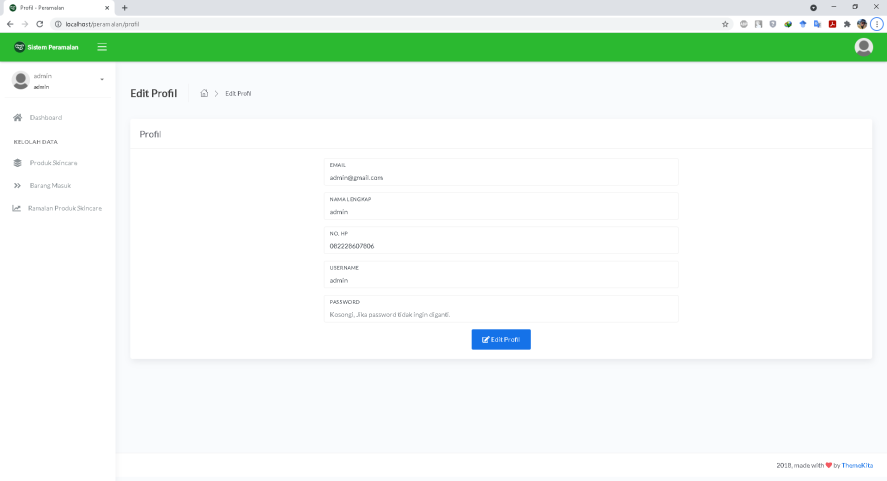 Profil - Peramalan
localhost/peramalan/profil
Sistem Peramalan
admin
admin
Dashboard
KELOLAH DATA
Produk Skincare
Barang Masuk
Ramalan Produk Skincare
Edit Profil
> Edit Profil
Profil
EMAIL
admin@gmail.com
NAMA LENGKAP
admin
NO. HP
082228607806
USERNAME
admin
PASSWORD
Kosongi, Jika password tidak ingin diganti.
Edit Profil
2018, made with ❤ by ThemeKita